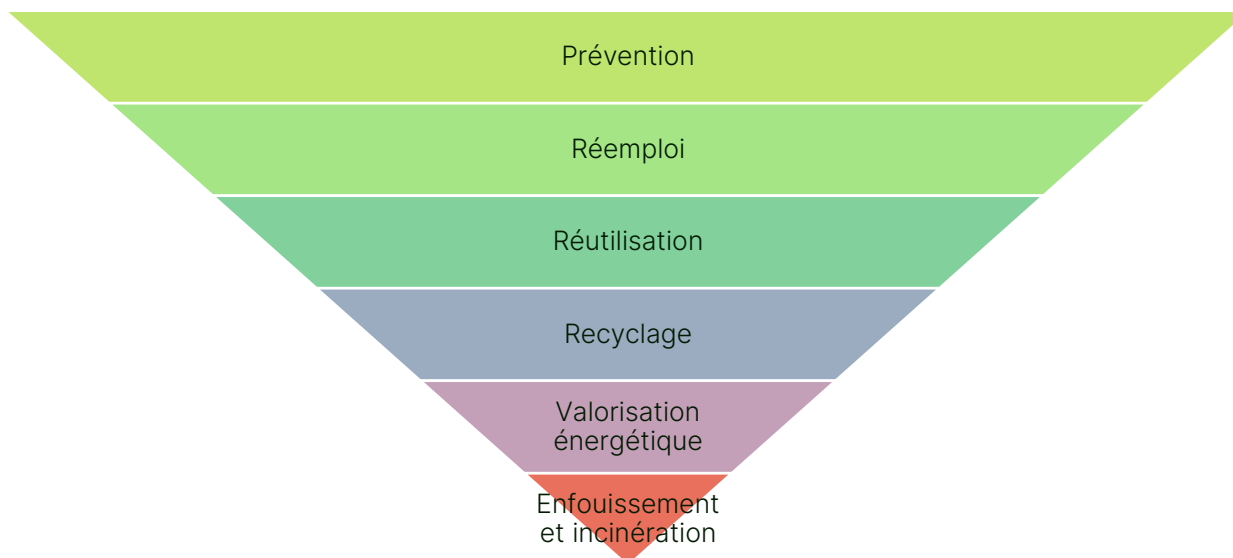 Prévention
Réemploi
Réutilisation
Recyclage
Valorisation
énergétique
Enfouissement
et incinération